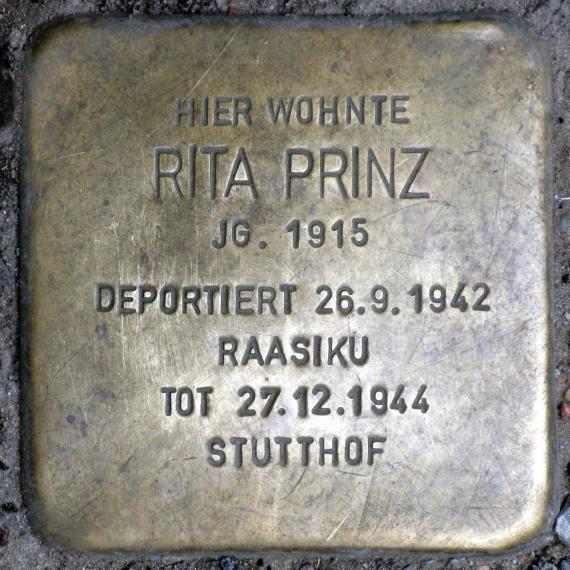 HIER WOHNTE
RITA PRINZ
JG. 1915
DEPORTIERT 26.9.1942
RAASIKU
TOT 27.12.1944
STUTTHOF